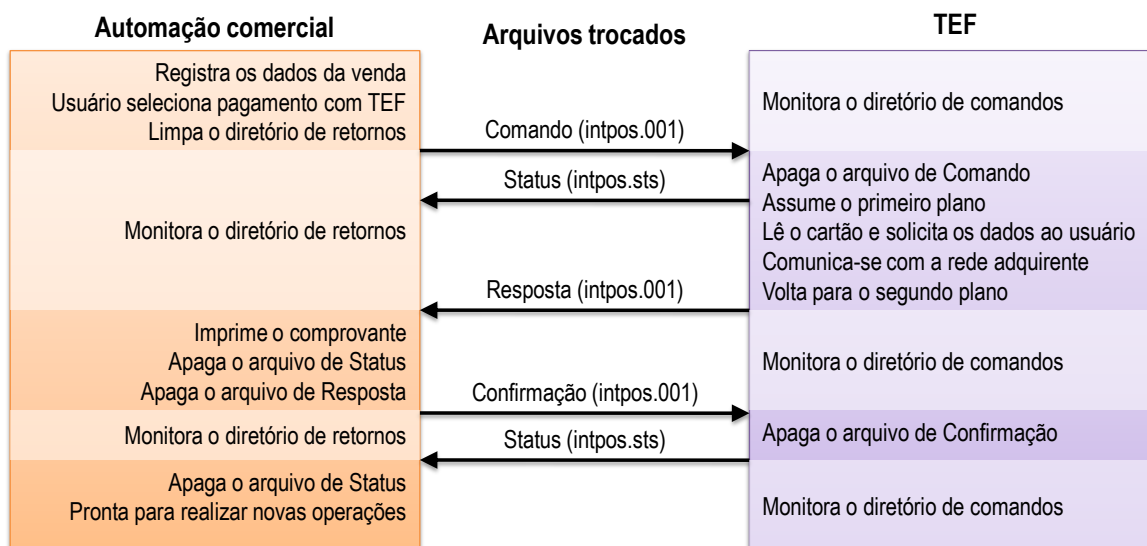 Automação comercial
Arquivos trocados
TEF
Registra os dados da venda
Usuário seleciona pagamento com TEF
Limpa o diretório de retornos
Monitora o diretório de comandos
Comando (intpos.001)
Status (intpos.sts)
Monitora o diretório de retornos
Apaga o arquivo de Comando
Assume o primeiro plano
Lê o cartão e solicita os dados ao usuário
Comunica-se com a rede adquirente
Volta para o segundo plano
Resposta (intpos.001)
Imprime o comprovante
Apaga o arquivo de Status
Apaga o arquivo de Resposta
Monitora o diretório de comandos
Confirmação (intpos.001)
Monitora o diretório de retornos
Apaga o arquivo de Confirmação
Status (intpos.sts)
Apaga o arquivo de Status
Pronta para realizar novas operações
Monitora o diretório de comandos